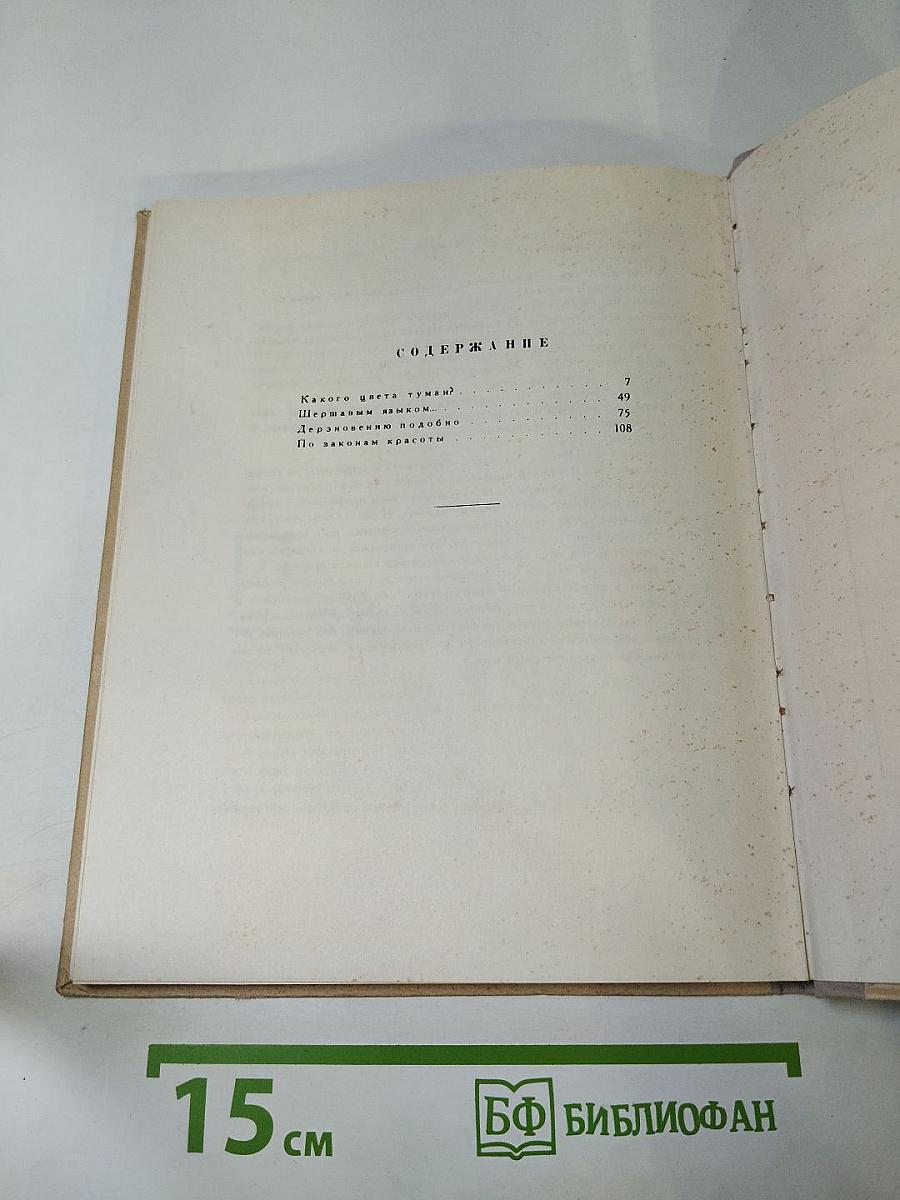 СОДЕРЖАНИЕ
Какого цвета туман? . . . . . . . . . . 7
Шершавым языком... . . . . . . . . . . 49
Дерзновению подобно . . . . . . . . . . 75
По законам красоты . . . . . . . . . . 108
15 см
БФ БИБЛИОФАН